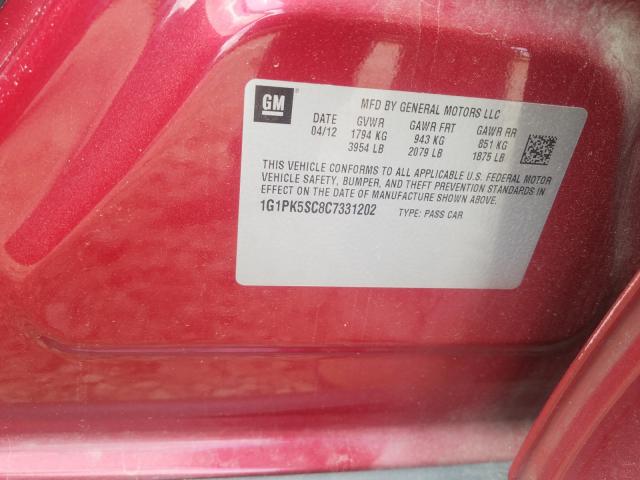 GM
MFD BY GENERAL MOTORS LLC
DATE GVWR GAWR FRT GAWR RR
04/12 1794 KG 943 KG 851 KG
3954 LB 2079 LB 1875 LB
THIS VEHICLE CONFORMS TO ALL APPLICABLE U.S. FEDERAL MOTOR
VEHICLE SAFETY, BUMPER, AND THEFT PREVENTION STANDARDS IN
EFFECT ON THE DATE OF MANUFACTURE SHOWN ABOVE.
1G1PK5SC8C7331202 TYPE: PASS CAR